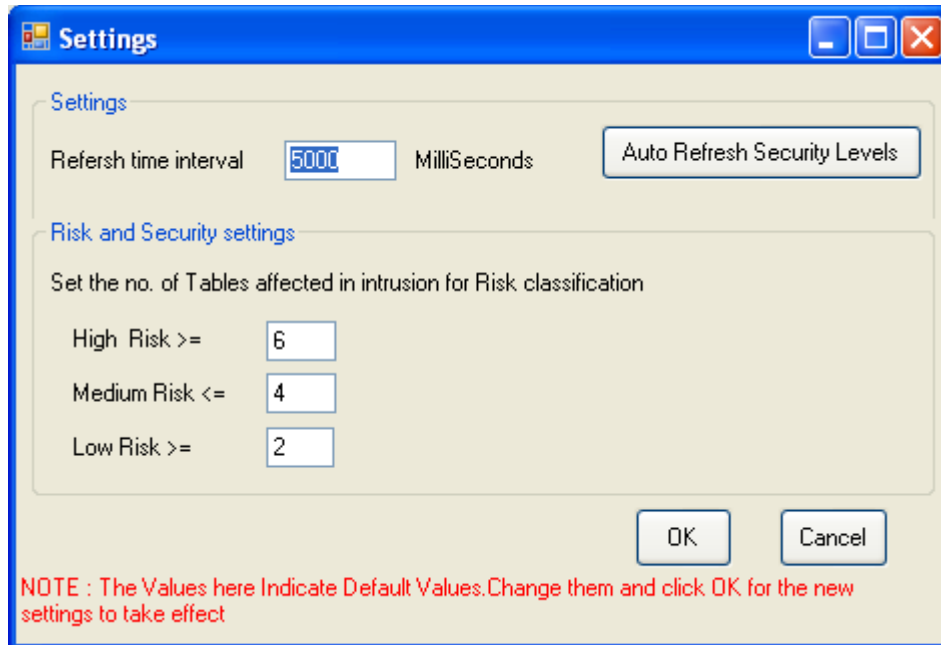 Settings
Settings
Refersh time interval 5000 MilliSeconds Auto Refresh Security Levels
Risk and Security settings
Set the no. of Tables affected in intrusion for Risk classification
High Risk >= 6
Medium Risk <= 4
Low Risk >= 2
OK Cancel
NOTE : The Values here Indicate Default Values.Change them and click OK for the new
settings to take effect